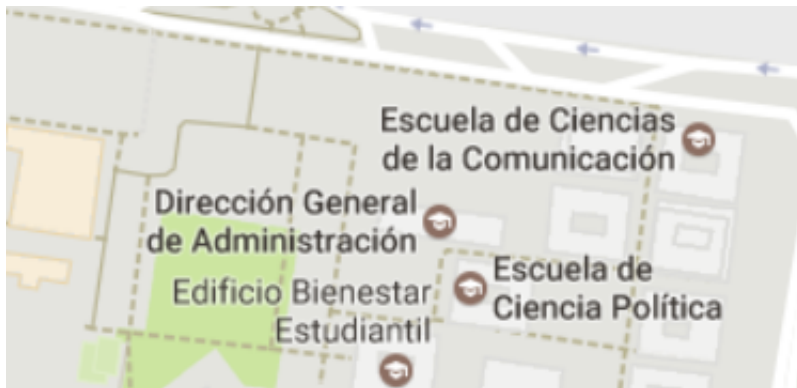 Escuela de Ciencias
de la Comunicación
Dirección General
de Administración
Escuela de
Ciencia Política
Edificio Bienestar
Estudiantil